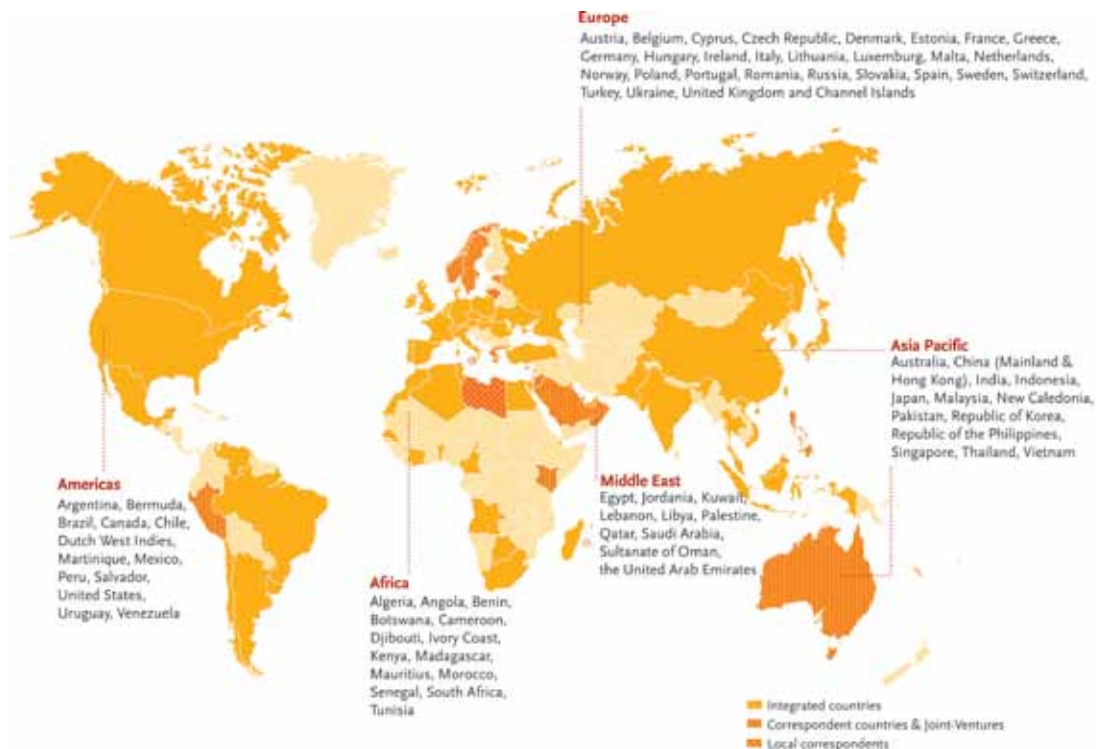 Europe
Austria, Belgium, Cyprus, Czech Republic, Denmark, Estonia, France, Greece,
Germany, Hungary, Ireland, Italy, Lithuania, Luxemburg, Malta, Netherlands,
Norway, Poland, Portugal, Romania, Russia, Slovakia, Spain, Sweden, Switzerland,
Turkey, Ukraine, United Kingdom and Channel Islands
Asia Pacific
Australia, China (Mainland &
Hong Kong), India, Indonesia,
Japan, Malaysia, New Caledonia,
Pakistan, Republic of Korea,
Republic of the Philippines,
Singapore, Thailand, Vietnam
Americas
Argentina, Bermuda,
Brazil, Canada, Chile,
Dutch West Indies,
Martinique, Mexico,
Peru, Salvador,
United States,
Uruguay, Venezuela
Middle East
Egypt, Jordania, Kuwait,
Lebanon, Libya, Palestine,
Qatar, Saudi Arabia,
Sultanate of Oman,
the United Arab Emirates
Africa
Algeria, Angola, Benin,
Botswana, Cameroon,
Djibouti, Ivory Coast,
Kenya, Madagascar,
Mauritius, Morocco,
Senegal, South Africa,
Tunisia
Integrated countries
Correspondent countries & Joint-Ventures
Local correspondents